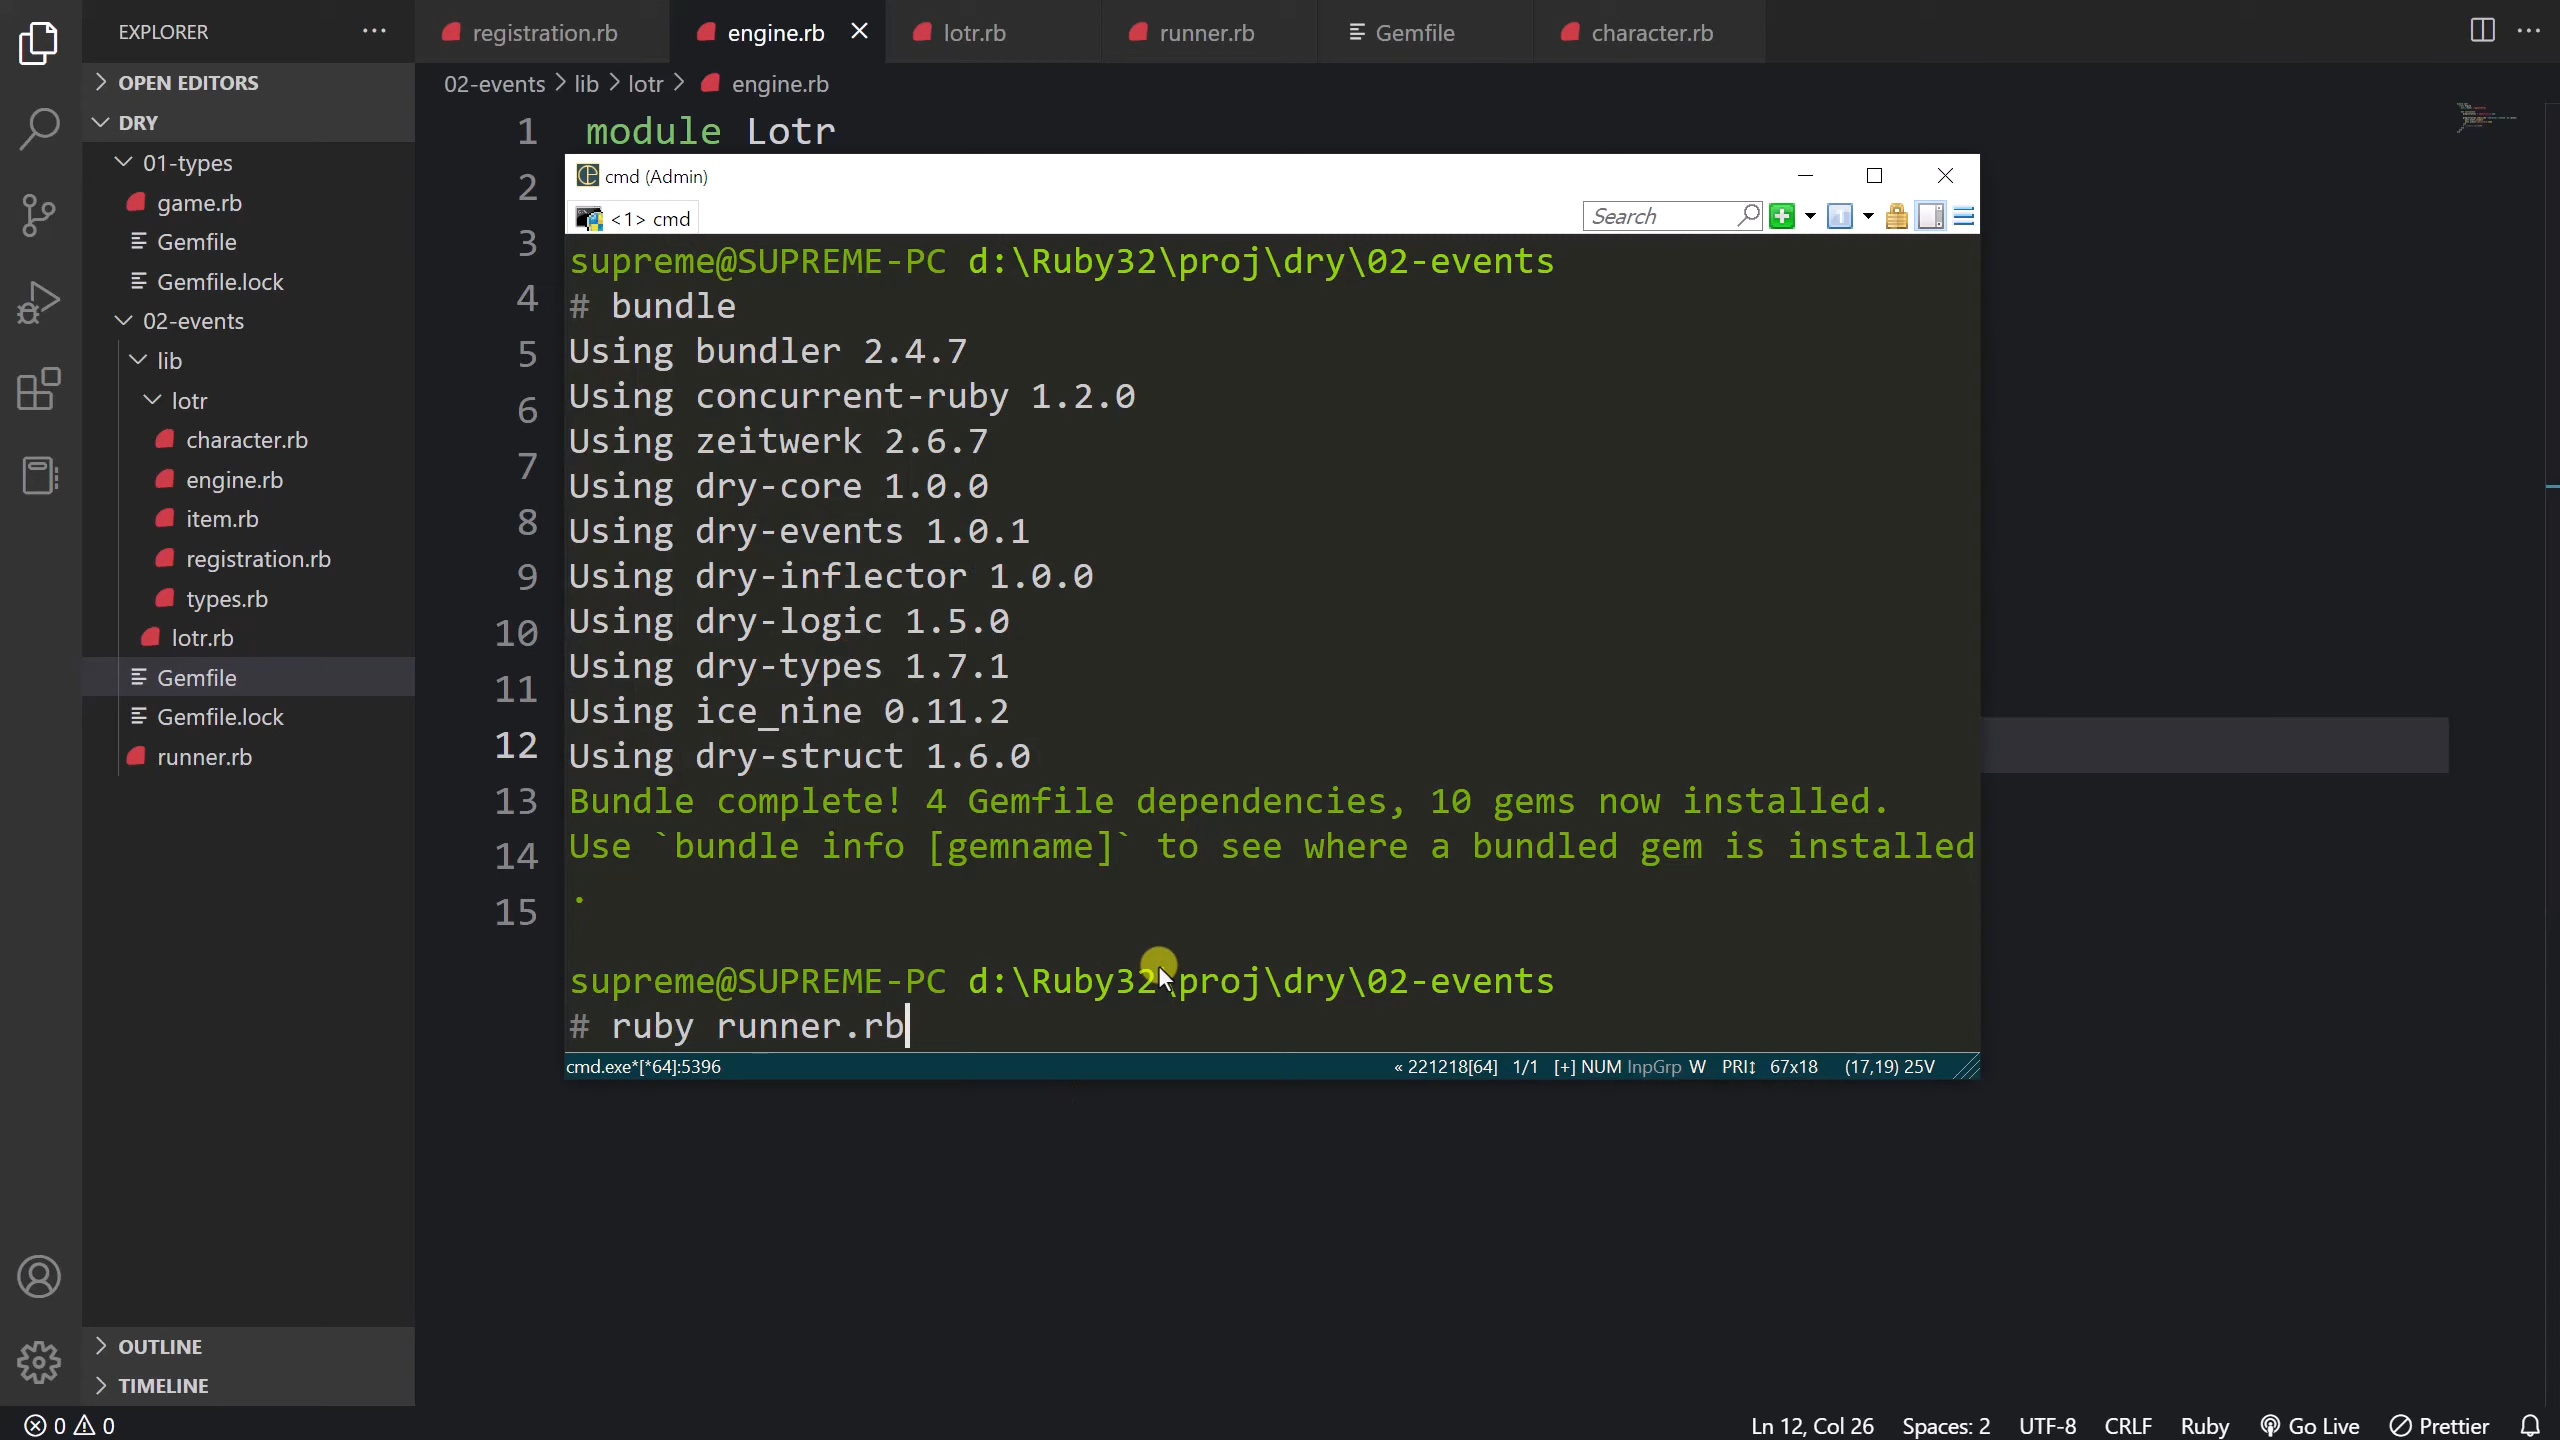 EXPLORER
registration.rb
engine.rb
lotr.rb
runner.rb
Gemfile
character.rb
OPEN EDITORS
02-events > lib > lotr > engine.rb
DRY
01-types
game.rb
Gemfile
Gemfile.lock
02-events
lib
lotr
character.rb
engine.rb
item.rb
registration.rb
types.rb
lotr.rb
Gemfile
Gemfile.lock
runner.rb
OUTLINE
TIMELINE
1 module Lotr
2
3
4
5
6
7
8
9
10
11
12
13
14
15
cmd (Admin)
<1> cmd
Search
supreme@SUPREME-PC d:\Ruby32\proj\dry\02-events
# bundle
Using bundler 2.4.7
Using concurrent-ruby 1.2.0
Using zeitwerk 2.6.7
Using dry-core 1.0.0
Using dry-events 1.0.1
Using dry-inflector 1.0.0
Using dry-logic 1.5.0
Using dry-types 1.7.1
Using ice_nine 0.11.2
Using dry-struct 1.6.0
Bundle complete! 4 Gemfile dependencies, 10 gems now installed.
Use `bundle info [gemname]` to see where a bundled gem is installed
.
supreme@SUPREME-PC d:\Ruby32\proj\dry\02-events
# ruby runner.rb
cmd.exe*[*64]:5396
« 221218[64] 1/1 [+] NUM InpGrp W PRI↕ 67x18 (17,19) 25V
0 0
Ln 12, Col 26 Spaces: 2 UTF-8 CRLF Ruby Go Live Prettier